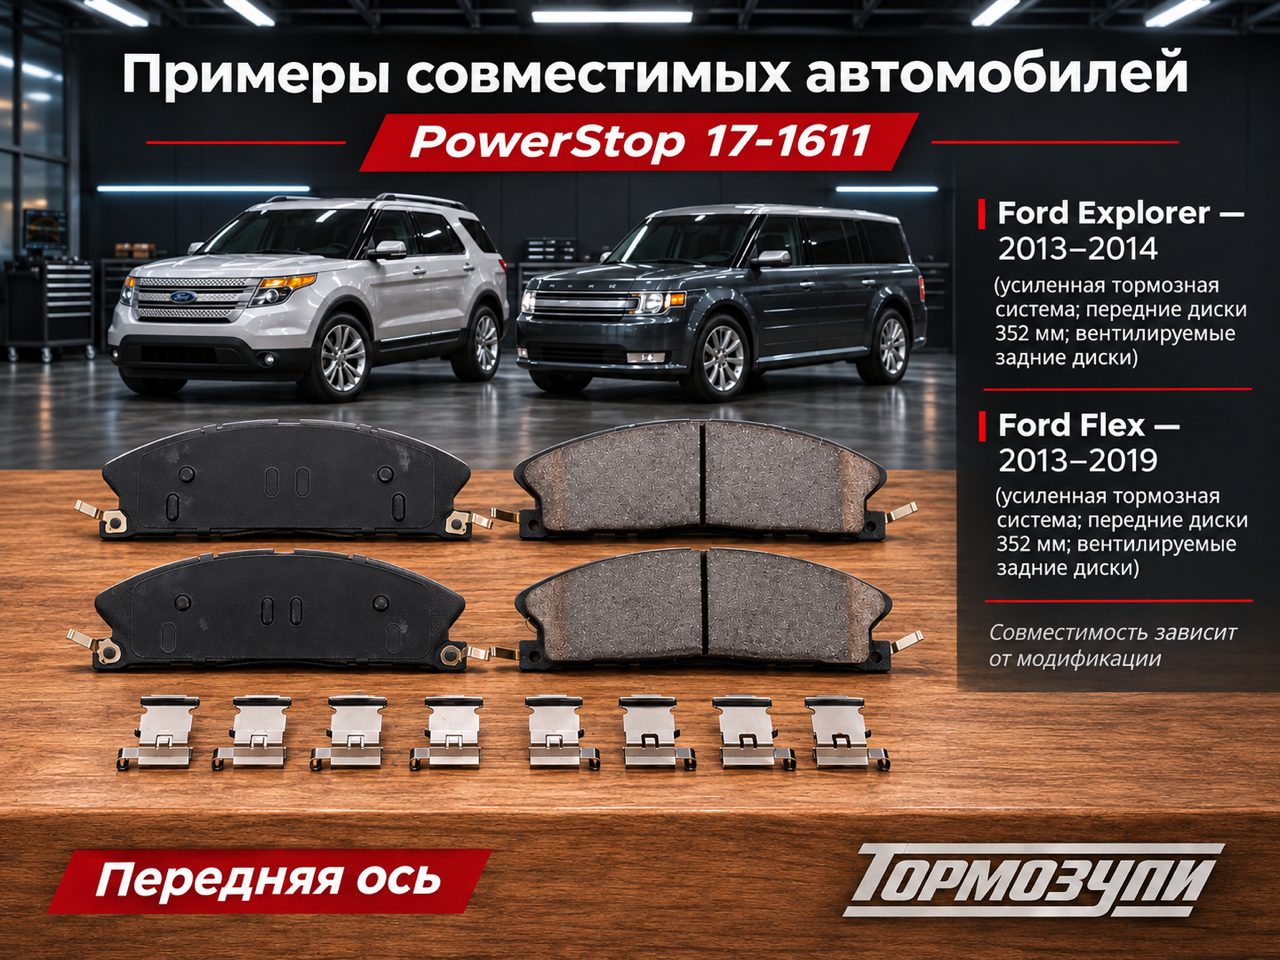 Примеры совместимых автомобилей
PowerStop 17-1611
Ford Explorer —
2013–2014
(усиленная тормозная
система; передние диски
352 мм; вентилируемые
задние диски)
Ford Flex —
2013–2019
(усиленная тормозная
система; передние диски
352 мм; вентилируемые
задние диски)
Совместимость зависит
от модификации
Передняя ось
ТОРМОЗУЛИ